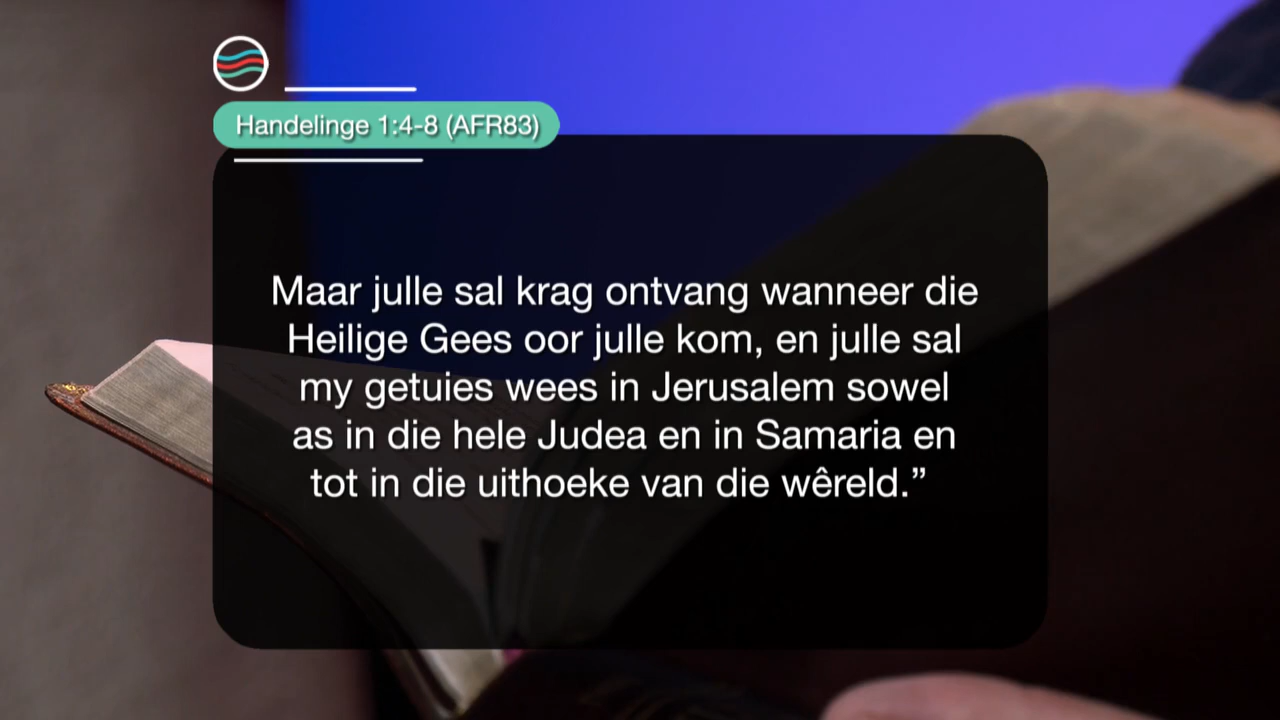 Handelinge 1:4-8 (AFR83)
Maar julle sal krag ontvang wanneer die
Heilige Gees oor julle kom, en julle sal
my getuies wees in Jerusalem sowel
as in die hele Judea en in Samaria en
tot in die uithoeke van die wêreld.”